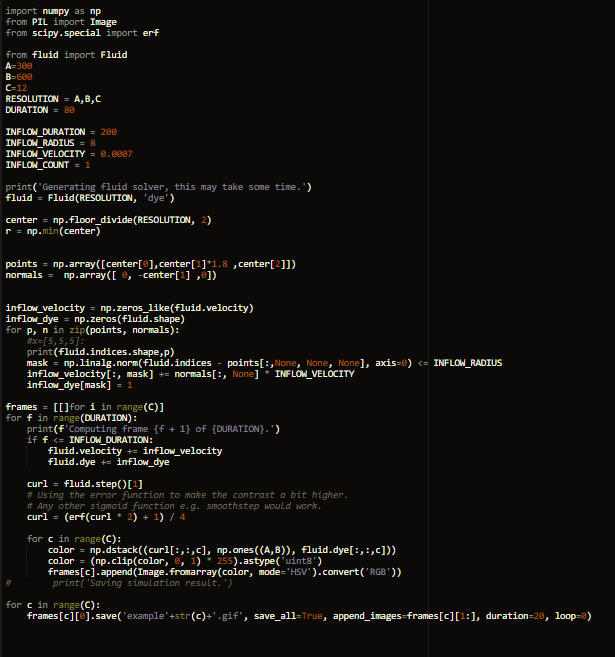 import numpy as np
from PIL import Image
from scipy.special import erf
from fluid import Fluid
A=300
B=600
C=12
RESOLUTION = A,B,C
DURATION = 80
INFLOW_DURATION = 200
INFLOW_RADIUS = 8
INFLOW_VELOCITY = 0.0007
INFLOW_COUNT = 1
print('Generating fluid solver, this may take some time.')
fluid = Fluid(RESOLUTION, 'dye')
center = np.floor_divide(RESOLUTION, 2)
r = np.min(center)
points = np.array([center[0],center[1]*1.8 ,center[2]])
normals =  np.array([ 0, -center[1] ,0])
inflow_velocity = np.zeros_like(fluid.velocity)
inflow_dye = np.zeros(fluid.shape)
for p, n in zip(points, normals):
    #x=[5,5,5]:
    print(fluid.indices.shape,p)
    mask = np.linalg.norm(fluid.indices - points[:,None, None, None], axis=0) <= INFLOW_RADIUS
    inflow_velocity[:, mask] += normals[:, None] * INFLOW_VELOCITY
    inflow_dye[mask] = 1
frames = [[]for i in range(C)]
for f in range(DURATION):
    print(f'Computing frame {f + 1} of {DURATION}.')
    if f <= INFLOW_DURATION:
        fluid.velocity += inflow_velocity
        fluid.dye += inflow_dye
    curl = fluid.step()[1]
    # Using the error function to make the contrast a bit higher.
    # Any other sigmoid function e.g. smoothstep would work.
    curl = (erf(curl * 2) + 1) / 4
    for c in range(C):
        color = np.dstack((curl[:,:,c], np.ones((A,B)), fluid.dye[:,:,c]))
        color = (np.clip(color, 0, 1) * 255).astype('uint8')
        frames[c].append(Image.fromarray(color, mode='HSV').convert('RGB'))
#        print('Saving simulation result.')
for c in range(C):
    frames[c][0].save('example'+str(c)+'.gif', save_all=True, append_images=frames[c][1:], duration=20, loop=0)